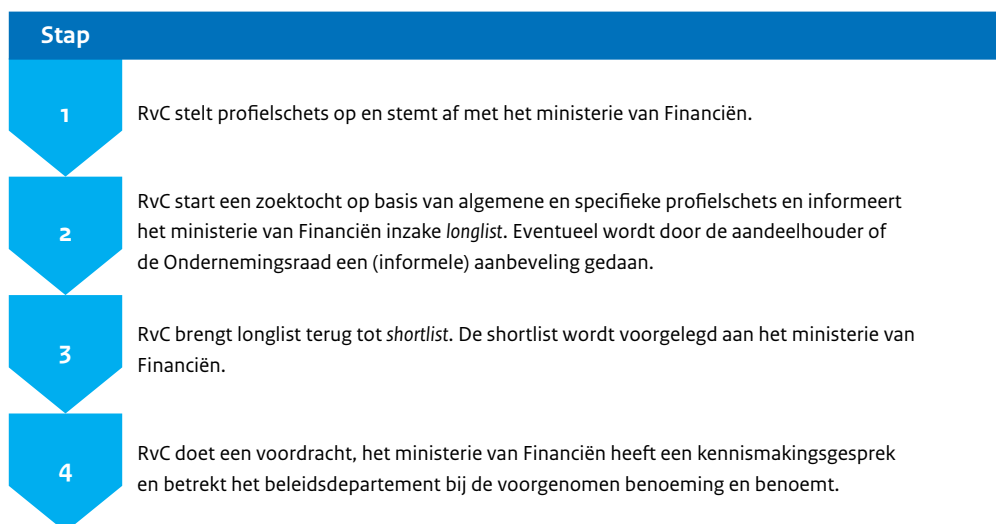 Stap
1
RvC stelt profielschets op en stemt af met het ministerie van Financiën.
2
RvC start een zoektocht op basis van algemene en specifieke profielschets en informeert
het ministerie van Financiën inzake longlist. Eventueel wordt door de aandeelhouder of
de Ondernemingsraad een (informele) aanbeveling gedaan.
3
RvC brengt longlist terug tot shortlist. De shortlist wordt voorgelegd aan het ministerie van
Financiën.
4
RvC doet een voordracht, het ministerie van Financiën heeft een kennismakingsgesprek
en betrekt het beleidsdepartement bij de voorgenomen benoeming en benoemt.